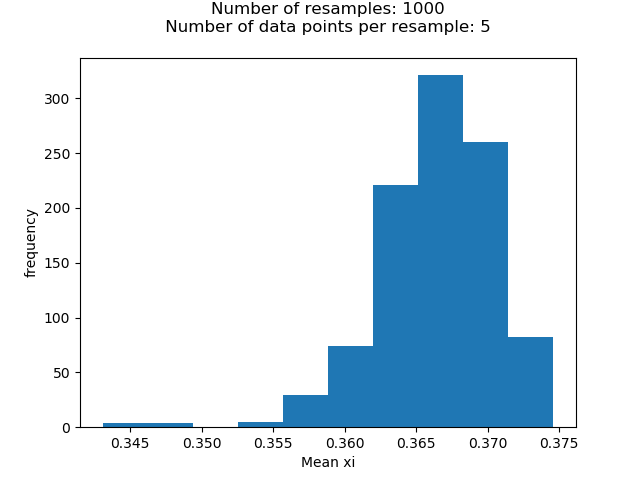 Number of resamples: 1000
Number of data points per resample: 5
300
250
200
150
100
50
0
frequency
0.345 0.350 0.355 0.360 0.365 0.370 0.375
Mean xi